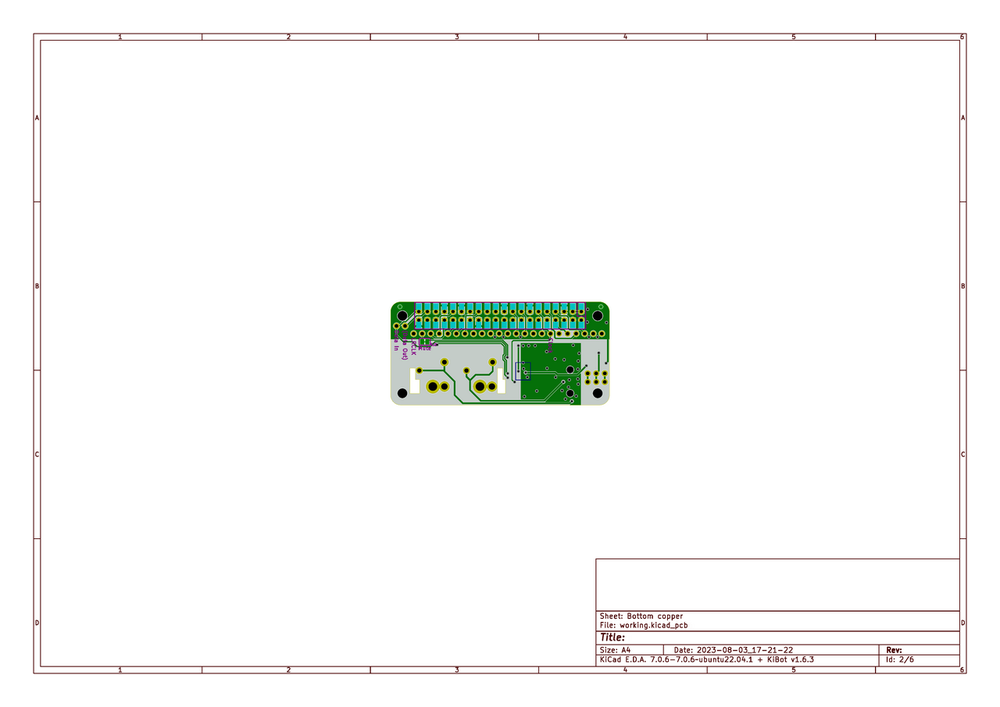 1 2 3 4 5 6
A A
B B
C C
D D
Sheet: Bottom copper
File: working.kicad_pcb
Title:
Size: A4 Date: 2023-08-03_17-21-22 Rev:
KiCad E.D.A. 7.0.6-7.0.6-ubuntu22.04.1 + KiBot v1.6.3 Id: 2/6
1 2 3 4 5 6